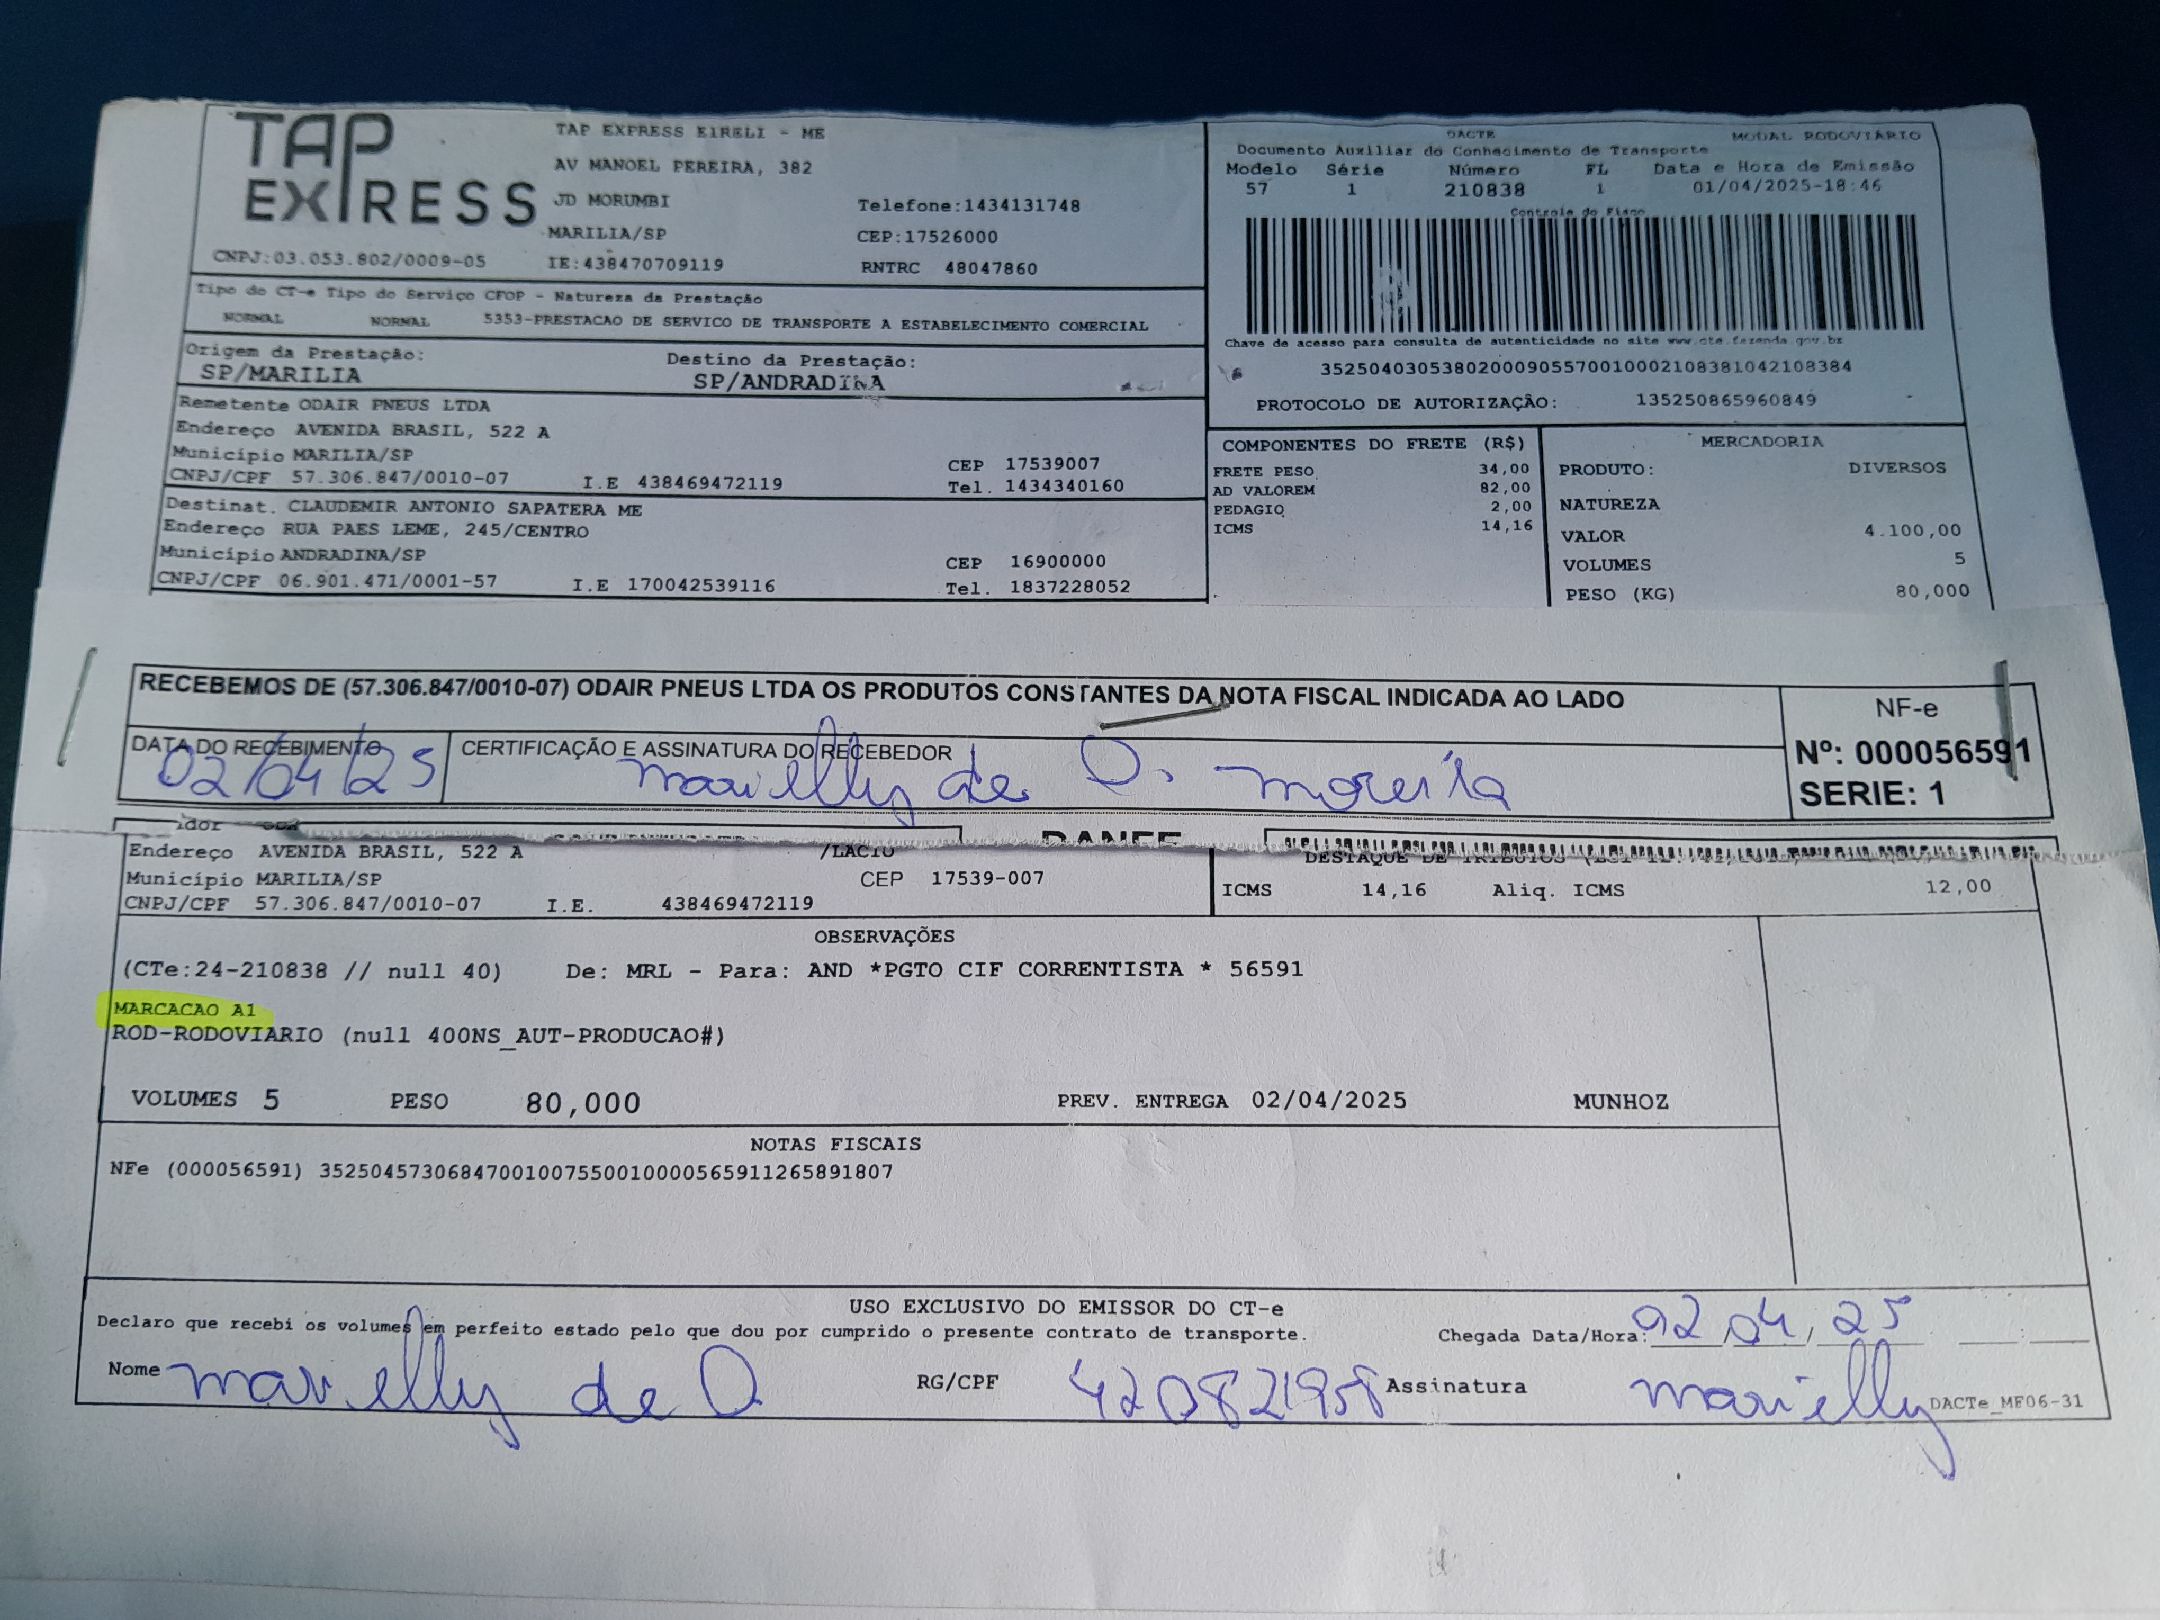 TAP EXPRESS
TAP EXPRESS EIRELI - ME
AV MANOEL PEREIRA, 382
JD MORUMBI Telefone:1434131748
MARILIA/SP CEP:17526000
CNPJ:03.053.802/0009-05 IE:438470709119 RNTRC 48047860
DACTE MODAL RODOVIÁRIO
Documento Auxiliar do Conhecimento de Transporte
Modelo Série Número FL Data e Hora de Emissão
57 1 210838 1 01/04/2025-18:46
Controle do Fisco
Chave de acesso para consulta de autenticidade no site www.cte.fazenda.gov.br
35250403053802000905570010002108381042108384
PROTOCOLO DE AUTORIZAÇÃO: 135250865960849
Tipo do CT-e Tipo do Serviço CFOP - Natureza da Prestação
NORMAL NORMAL 5353-PRESTACAO DE SERVICO DE TRANSPORTE A ESTABELECIMENTO COMERCIAL
Origem da Prestação: Destino da Prestação:
SP/MARILIA SP/ANDRADINA
Remetente ODAIR PNEUS LTDA
Endereço AVENIDA BRASIL, 522 A
Município MARILIA/SP CEP 17539007
CNPJ/CPF 57.306.847/0010-07 I.E 438469472119 Tel. 1434340160
Destinat. CLAUDEMIR ANTONIO SAPATERA ME
Endereço RUA PAES LEME, 245/CENTRO
Município ANDRADINA/SP CEP 16900000
CNPJ/CPF 06.901.471/0001-57 I.E 170042539116 Tel. 1837228052
COMPONENTES DO FRETE (R$)
FRETE PESO 34,00
AD VALOREM 82,00
PEDAGIO 2,00
ICMS 14,16
MERCADORIA
PRODUTO: DIVERSOS
NATUREZA
VALOR 4.100,00
VOLUMES 5
PESO (KG) 80,000
RECEBEMOS DE (57.306.847/0010-07) ODAIR PNEUS LTDA OS PRODUTOS CONSTANTES DA NOTA FISCAL INDICADA AO LADO
NF-e
Nº: 000056591
SERIE: 1
DATA DO RECEBIMENTO CERTIFICAÇÃO E ASSINATURA DO RECEBEDOR
02/04/25 marielly de O. moreira
DANFE
Endereço AVENIDA BRASIL, 522 A /LACIO
Município MARILIA/SP CEP 17539-007
CNPJ/CPF 57.306.847/0010-07 I.E. 438469472119
DESTAQUE DE TRIBUTOS
ICMS 14,16 Aliq. ICMS 12,00
OBSERVAÇÕES
(CTe:24-210838 // null 40) De: MRL - Para: AND *PGTO CIF CORRENTISTA * 56591
MARCACAO A1
ROD-RODOVIARIO (null 400NS_AUT-PRODUCAO#)
VOLUMES 5 PESO 80,000 PREV. ENTREGA 02/04/2025 MUNHOZ
NOTAS FISCAIS
NFe (000056591) 35250457306847001007550010000565911265891807
USO EXCLUSIVO DO EMISSOR DO CT-e
Declaro que recebi os volumes em perfeito estado pelo que dou por cumprido o presente contrato de transporte. Chegada Data/Hora: 02/04/25
Nome marielly de O RG/CPF 420821958 Assinatura marielly
DACTe_MF06-31